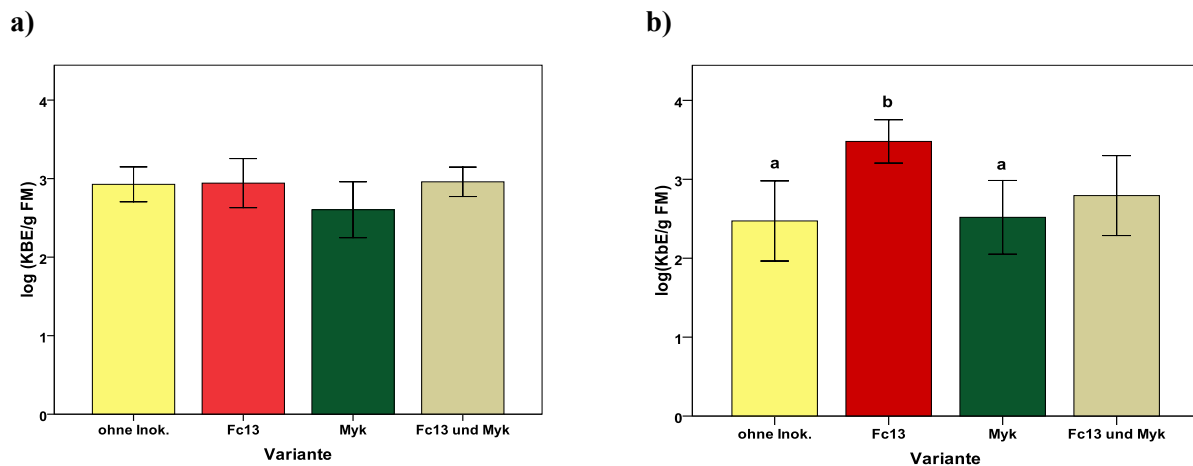 a)
log (KBE/g FM)
4
3
2
1
0
ohne Inok.
Fc13
Myk
Fc13 und Myk
Variante
b)
log(KbE/g FM)
4
3
2
1
0
a
b
a
ohne Inok.
Fc13
Myk
Fc13 und Myk
Variante